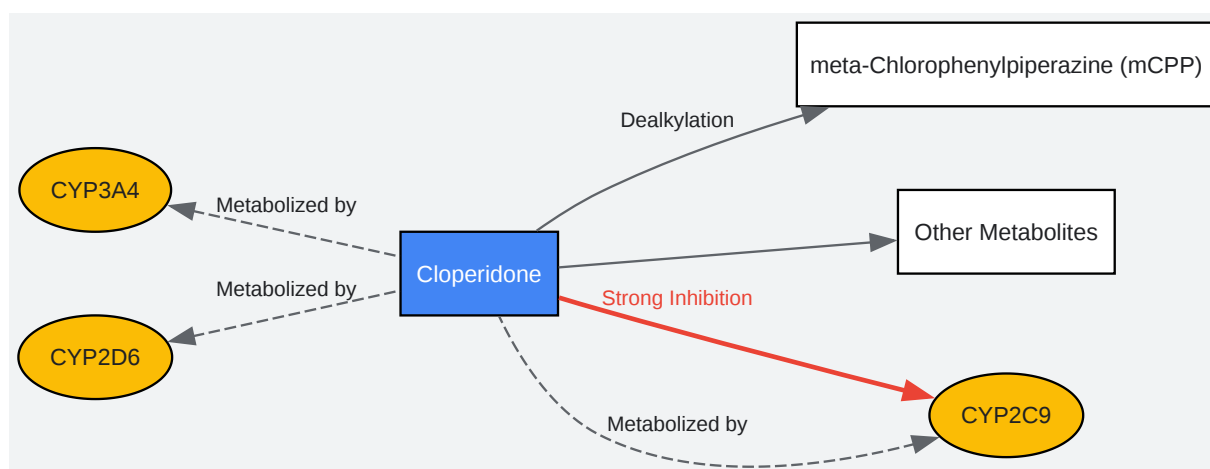 meta-Chlorophenylpiperazine (mCPP)
Dealkylation
CYP3A4
Metabolized by
Other Metabolites
Cloperidone
Metabolized by
Strong Inhibition
CYP2D6
CYP2C9
Metabolized by